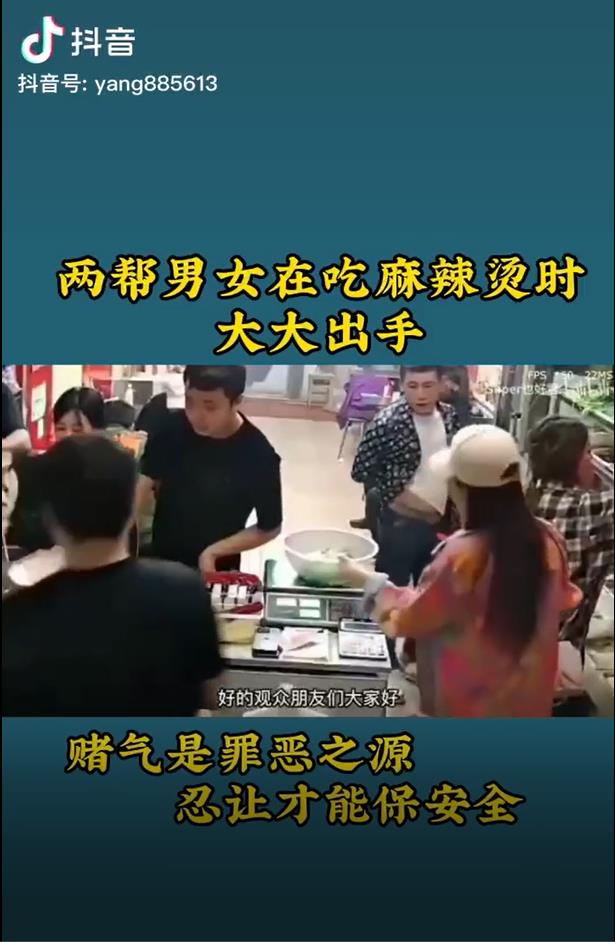 抖音
抖音号: yang885613
两帮男女在吃麻辣烫时
大大出手
FPS 50 22MS
好的观众朋友们大家好
赌气是罪恶之源
忍让才能保安全